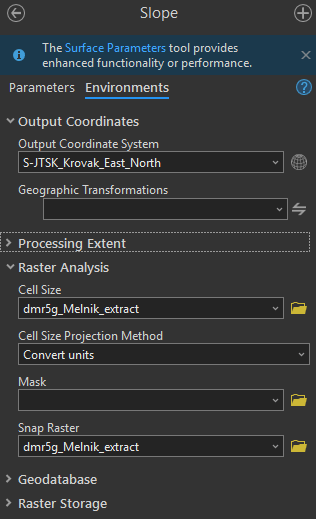 Slope
The Surface Parameters tool provides
enhanced functionality or performance.
Parameters Environments
Output Coordinates
Output Coordinate System
S-JTSK_Krovak_East_North
Geographic Transformations
Processing Extent
Raster Analysis
Cell Size
dmr5g_Melnik_extract
Cell Size Projection Method
Convert units
Mask
Snap Raster
dmr5g_Melnik_extract
Geodatabase
Raster Storage